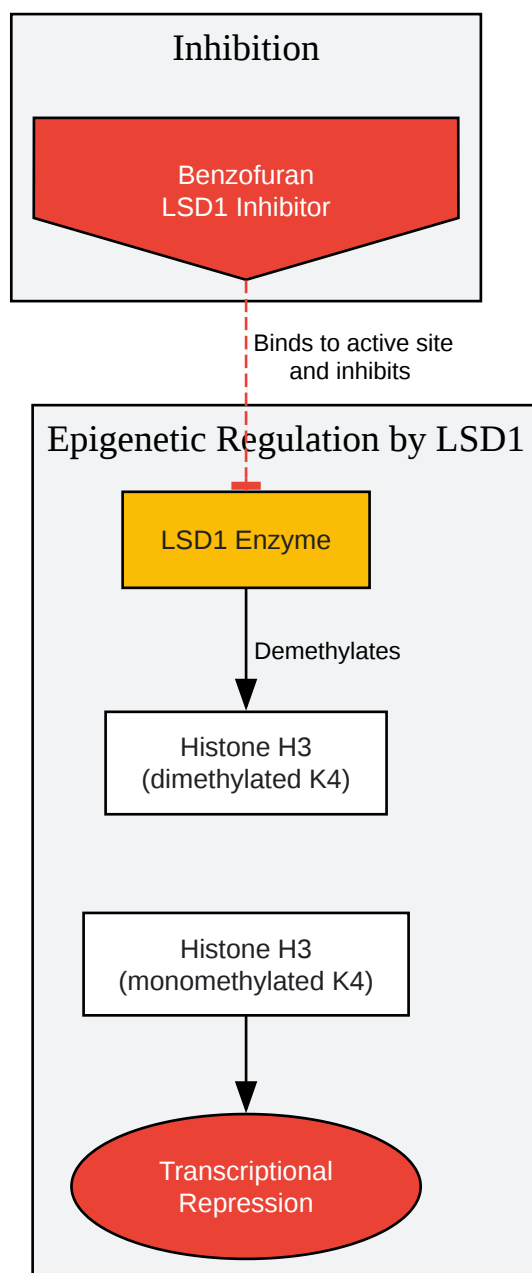 Inhibition
Benzofuran
LSD1 Inhibitor
Binds to active site
and inhibits
Epigenetic Regulation by LSD1
LSD1 Enzyme
Demethylates
Histone H3
(dimethylated K4)
Histone H3
(monomethylated K4)
Transcriptional
Repression